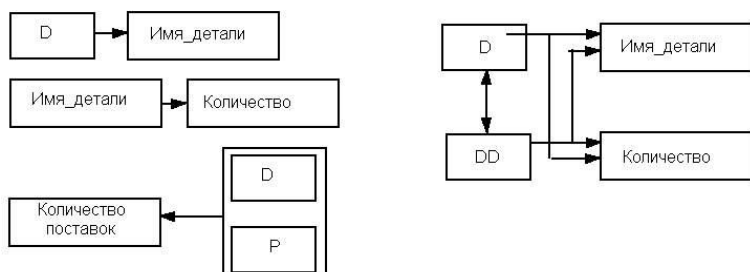 D
Имя_детали
Имя_детали
Количество
D
Количество
поставок
P
D
Имя_детали
DD
Количество